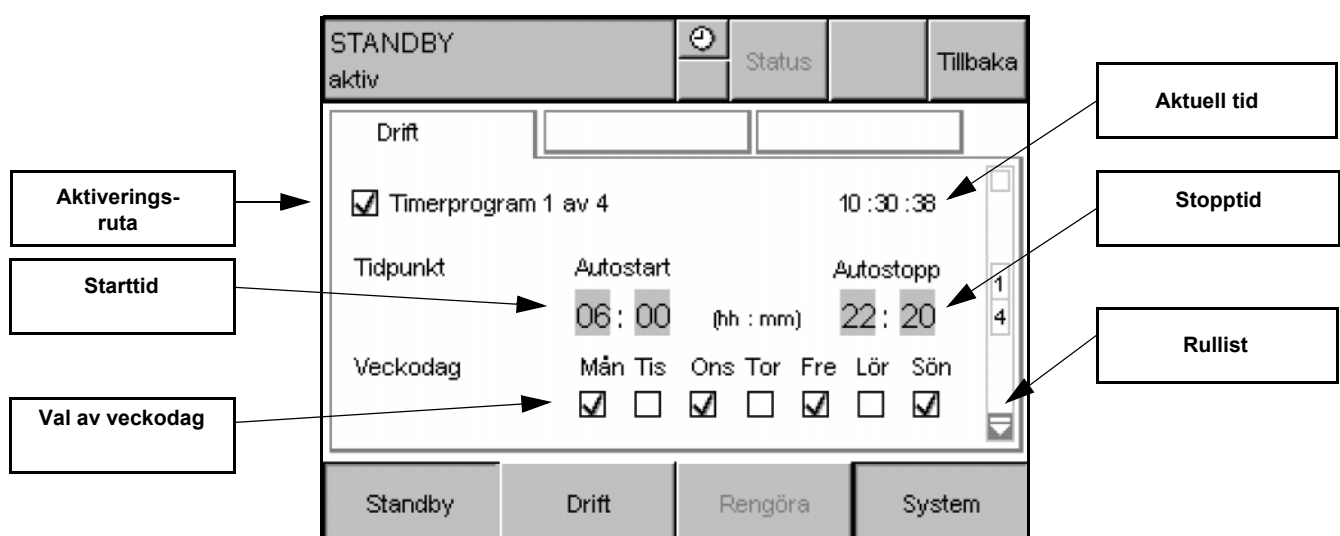 STANDBY
aktiv
Status
Tillbaka
Drift
Timerprogram 1 av 4
10 :30 :38
Tidpunkt
Autostart
Autostopp
06 : 00
(hh : mm)
22 : 20
1
4
Veckodag
Mån Tis Ons Tor Fre Lör Sön
Standby
Drift
Rengöra
System
Aktiverings-
ruta
Starttid
Val av veckodag
Aktuell tid
Stopptid
Rullist